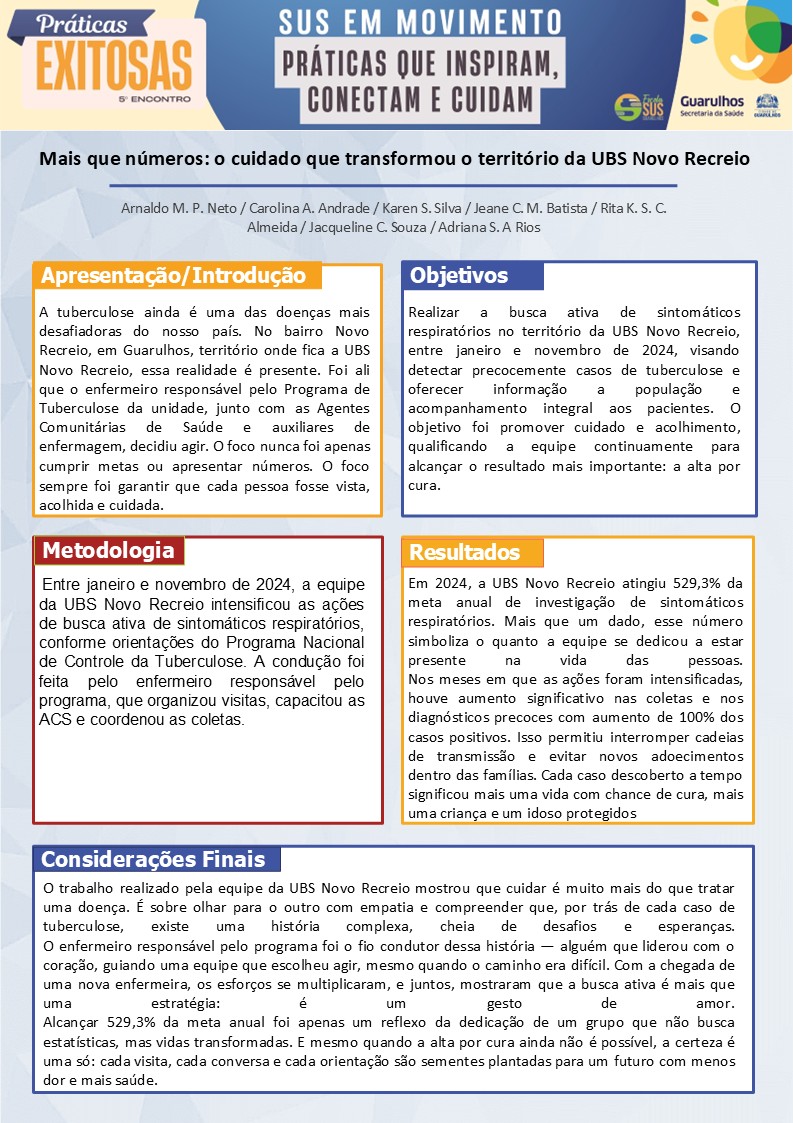 Práticas
EXITOSAS
5º ENCONTRO
SUS EM MOVIMENTO
PRÁTICAS QUE INSPIRAM,
CONECTAM E CUIDAM
Escola
SUS
Guarulhos
Secretaria da Saúde
GUARULHOS
Mais que números: o cuidado que transformou o território da UBS Novo Recreio
Arnaldo M. P. Neto / Carolina A. Andrade / Karen S. Silva / Jeane C. M. Batista / Rita K. S. C.
Almeida / Jacqueline C. Souza / Adriana S. A Rios
Apresentação/Introdução
A tuberculose ainda é uma das doenças mais
desafiadoras do nosso país. No bairro Novo
Recreio, em Guarulhos, território onde fica a UBS
Novo Recreio, essa realidade é presente. Foi ali
que o enfermeiro responsável pelo Programa de
Tuberculose da unidade, junto com as Agentes
Comunitárias de Saúde e auxiliares de
enfermagem, decidiu agir. O foco nunca foi apenas
cumprir metas ou apresentar números. O foco
sempre foi garantir que cada pessoa fosse vista,
acolhida e cuidada.
Objetivos
Realizar a busca ativa de sintomáticos
respiratórios no território da UBS Novo Recreio,
entre janeiro e novembro de 2024, visando
detectar precocemente casos de tuberculose e
oferecer informação a população e
acompanhamento integral aos pacientes. O
objetivo foi promover cuidado e acolhimento,
qualificando a equipe continuamente para
alcançar o resultado mais importante: a alta por
cura.
Metodologia
Entre janeiro e novembro de 2024, a equipe
da UBS Novo Recreio intensificou as ações
de busca ativa de sintomáticos respiratórios,
conforme orientações do Programa Nacional
de Controle da Tuberculose. A condução foi
feita pelo enfermeiro responsável pelo
programa, que organizou visitas, capacitou as
ACS e coordenou as coletas.
Resultados
Em 2024, a UBS Novo Recreio atingiu 529,3% da
meta anual de investigação de sintomáticos
respiratórios. Mais que um dado, esse número
simboliza o quanto a equipe se dedicou a estar
presente na vida das pessoas.
Nos meses em que as ações foram intensificadas,
houve aumento significativo nas coletas e nos
diagnósticos precoces com aumento de 100% dos
casos positivos. Isso permitiu interromper cadeias
de transmissão e evitar novos adoecimentos
dentro das famílias. Cada caso descoberto a tempo
significou mais uma vida com chance de cura, mais
uma criança e um idoso protegidos
Considerações Finais
O trabalho realizado pela equipe da UBS Novo Recreio mostrou que cuidar é muito mais do que tratar
uma doença. É sobre olhar para o outro com empatia e compreender que, por trás de cada caso de
tuberculose, existe uma história complexa, cheia de desafios e esperanças.
O enfermeiro responsável pelo programa foi o fio condutor dessa história — alguém que liderou com o
coração, guiando uma equipe que escolheu agir, mesmo quando o caminho era difícil. Com a chegada de
uma nova enfermeira, os esforços se multiplicaram, e juntos, mostraram que a busca ativa é mais que
uma estratégia: é um gesto de amor.
Alcançar 529,3% da meta anual foi apenas um reflexo da dedicação de um grupo que não busca
estatísticas, mas vidas transformadas. E mesmo quando a alta por cura ainda não é possível, a certeza é
uma só: cada visita, cada conversa e cada orientação são sementes plantadas para um futuro com menos
dor e mais saúde.